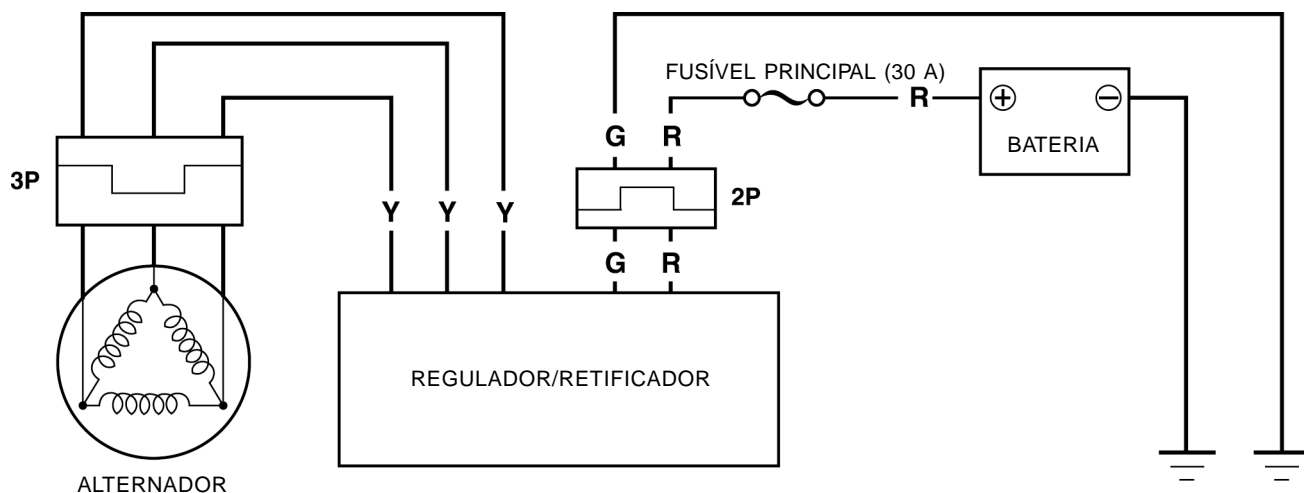 FUSÍVEL PRINCIPAL (30 A)
R
BATERIA
G R
3P
2P
Y Y Y
G R
REGULADOR/RETIFICADOR
ALTERNADOR